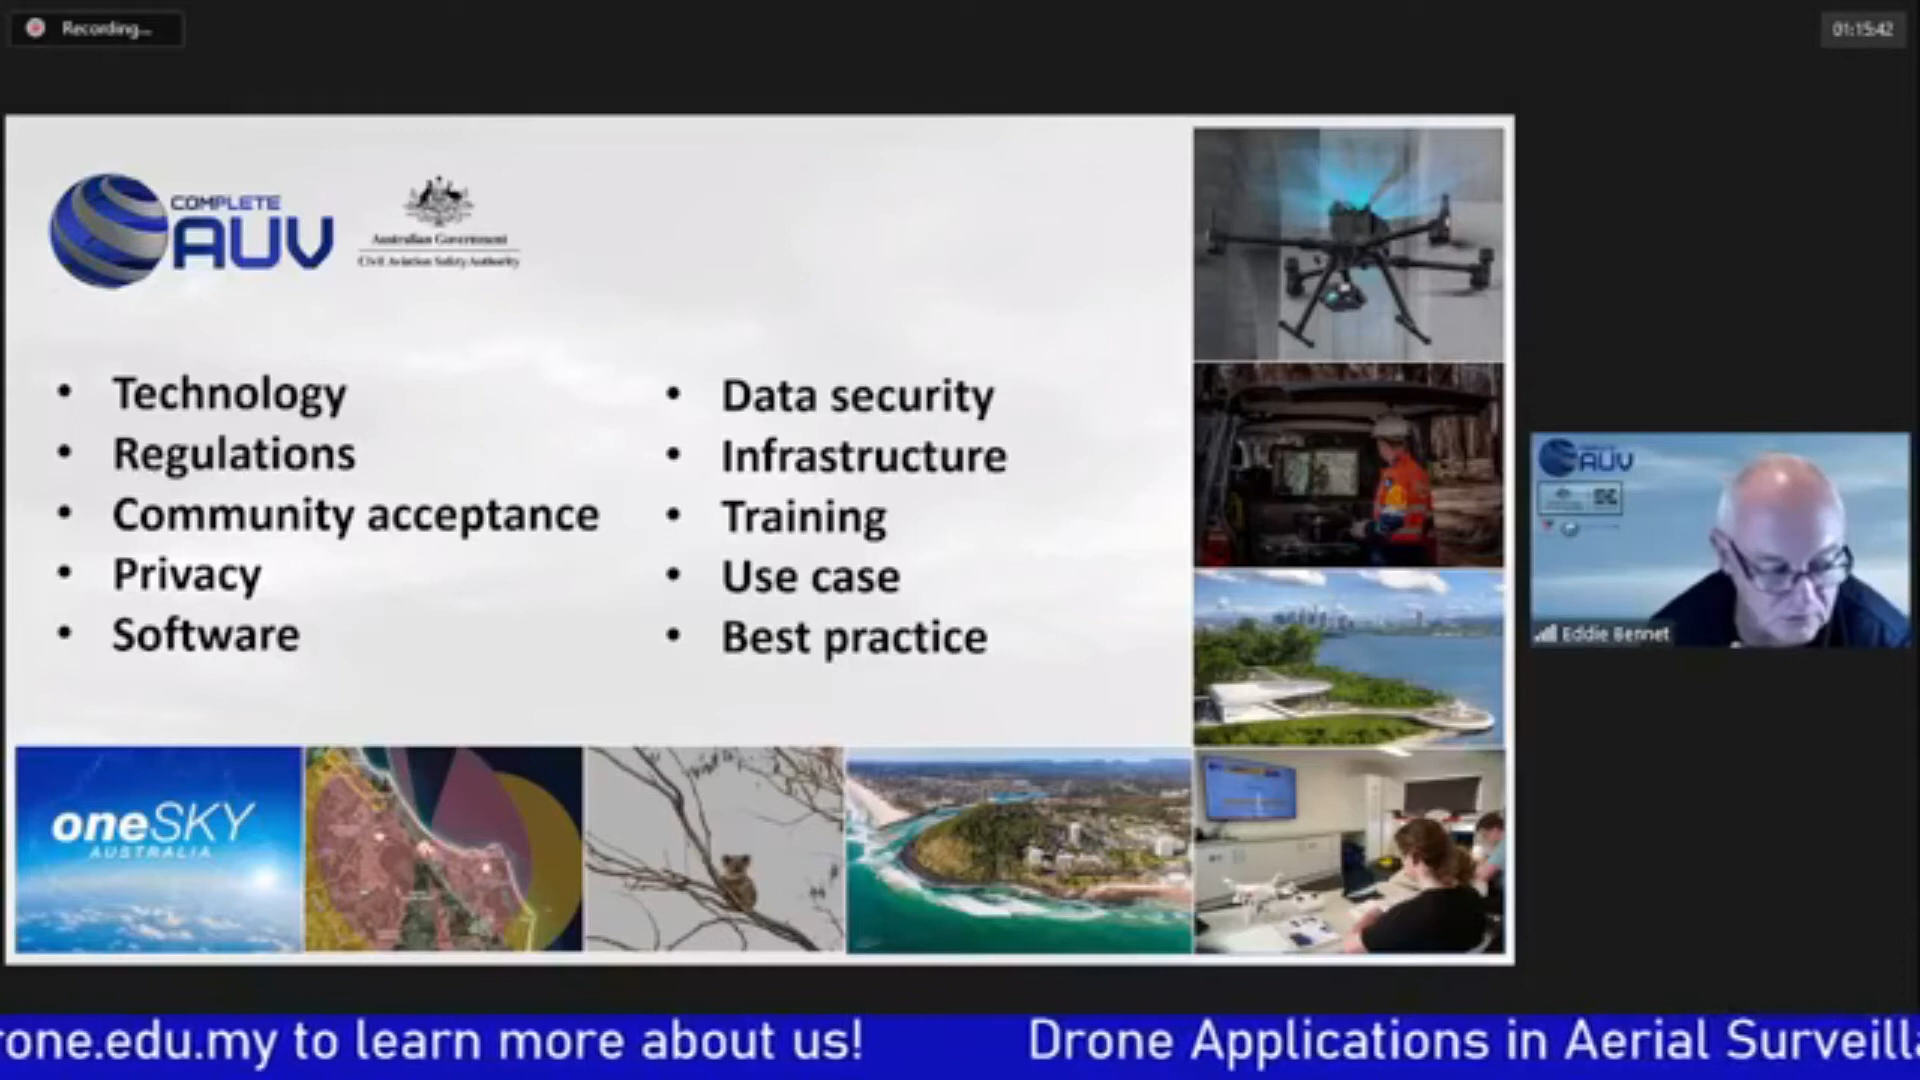 Recording...
01:15:42
COMPLETE
AUV
Australian Government
Civil Aviation Safety Authority
• Technology
• Regulations
• Community acceptance
• Privacy
• Software
• Data security
• Infrastructure
• Training
• Use case
• Best practice
oneSKY
AUSTRALIA
AUV
Eddie Bennet
rone.edu.my to learn more about us!
Drone Applications in Aerial Surveilla